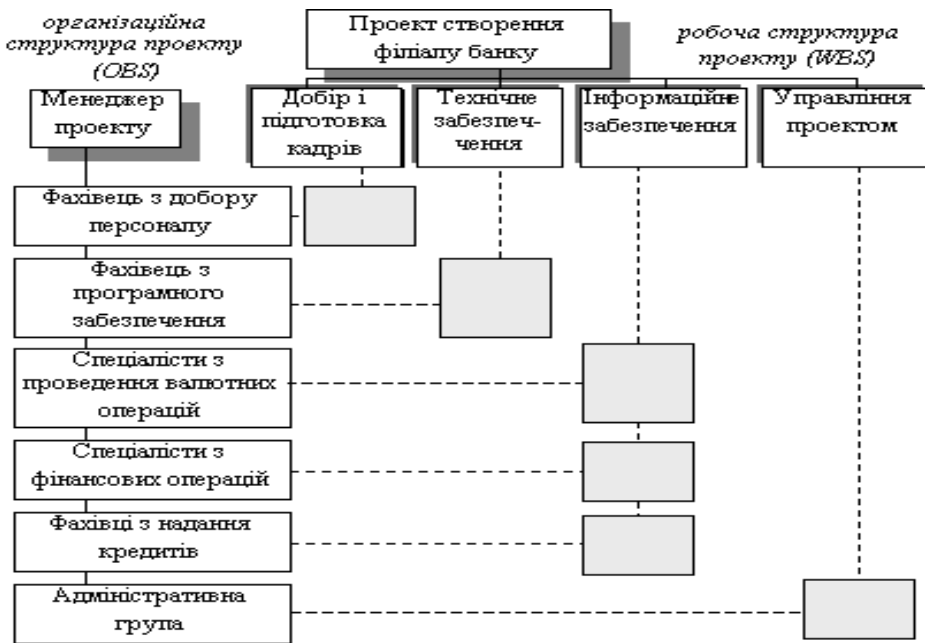 організаційна
структура проекту
(OBS)
Проект створення
філіалу банку
робоча структура
проекту (WBS)
Менеджер
проекту
Добір і
підготовка
кадрів
Технічне
забезпеч-
чення
Інформаційне
забезпечення
Управління
проектом
Фахівець з добору
персоналу
Фахівець з
програмного
забезпечення
Спеціалісти з
проведення валютних
операцій
Спеціалісти з
фінансових операцій
Фахівці з надання
кредитів
Адміністративна
група